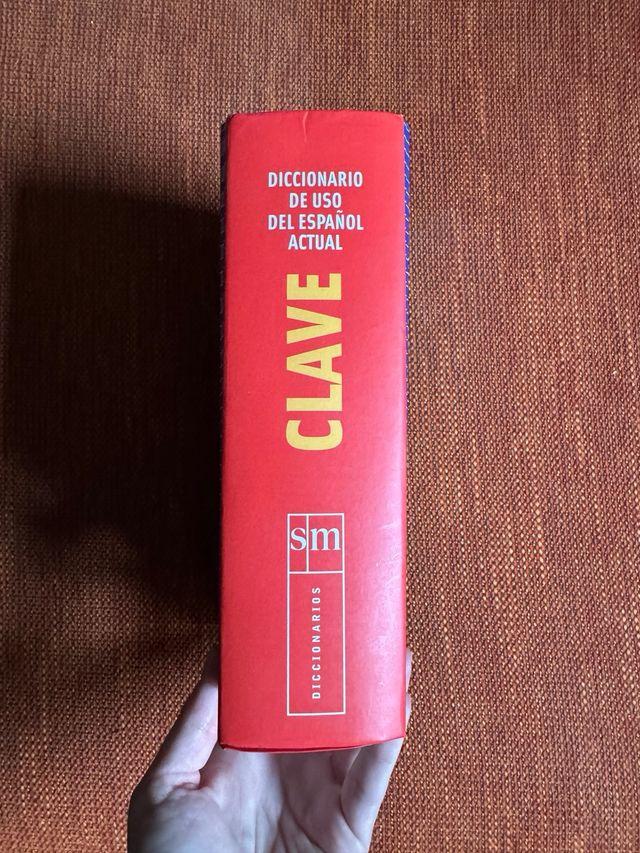 DICCIONARIO
DE USO
DEL ESPAÑOL
ACTUAL
CLAVE
sm
DICCIONARIOS